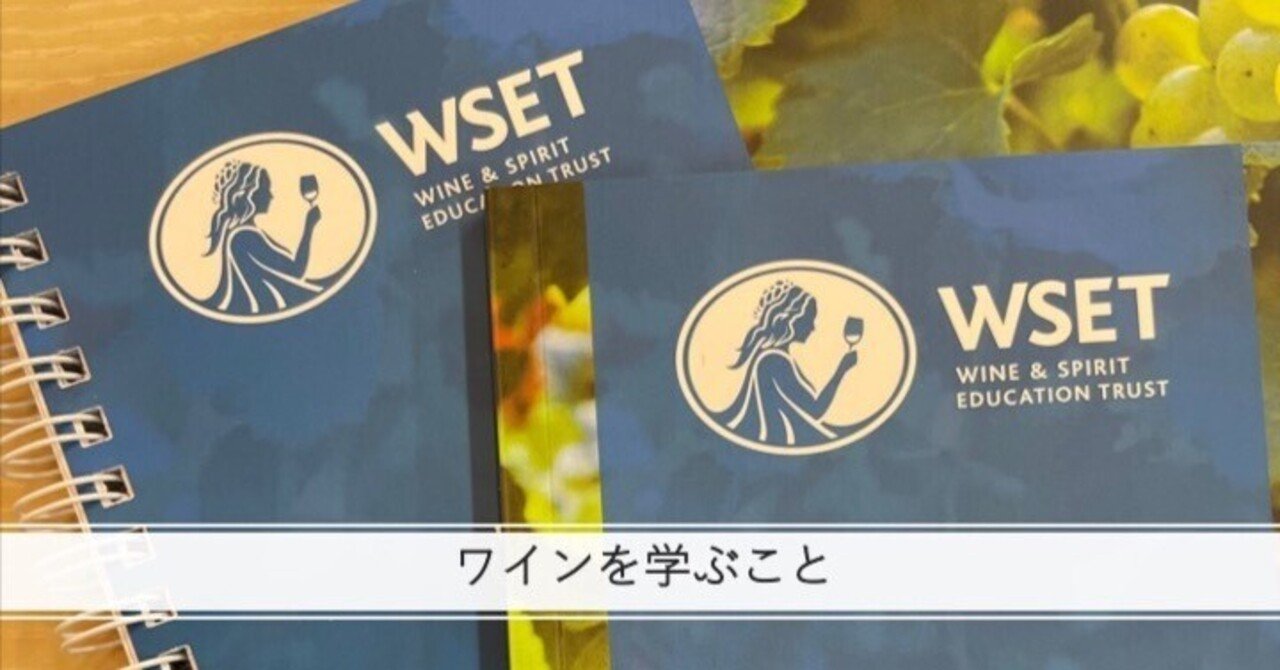 WSET
WINE & SPIRIT
EDUCATION TRUST
WSET
WINE & SPIRIT
EDUCATION TRUST
ワインを学ぶこと